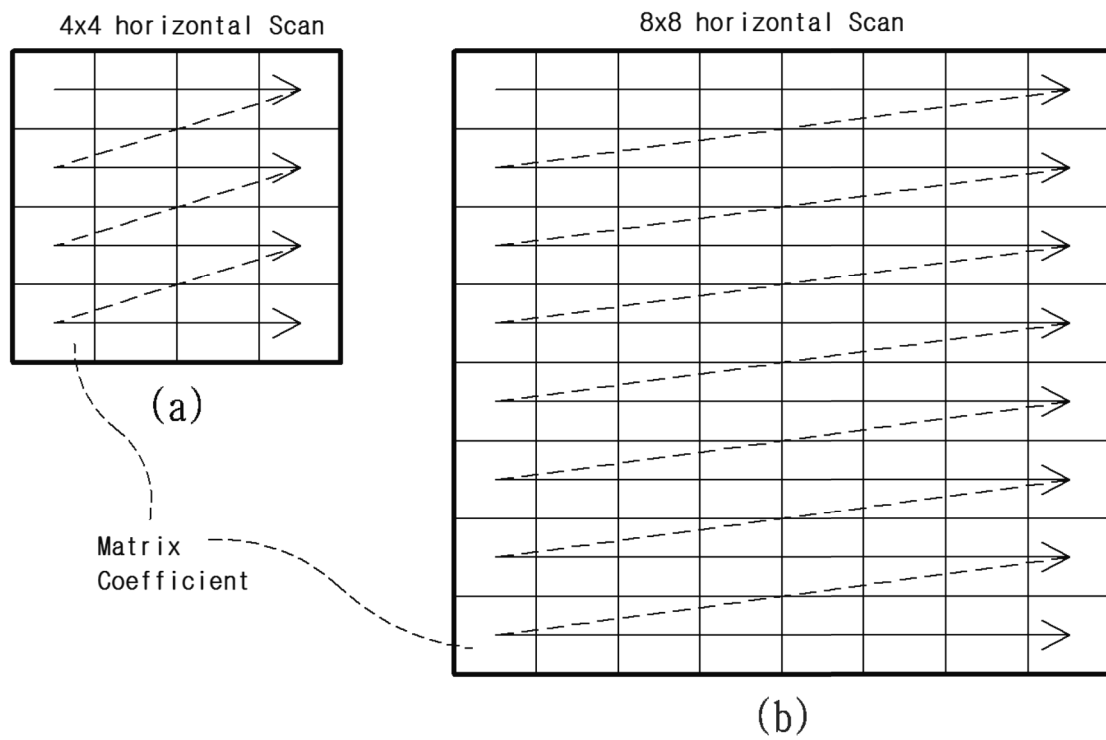 4x4 horizontal Scan
8x8 horizontal Scan
(a)
Matrix
Coefficient
(b)